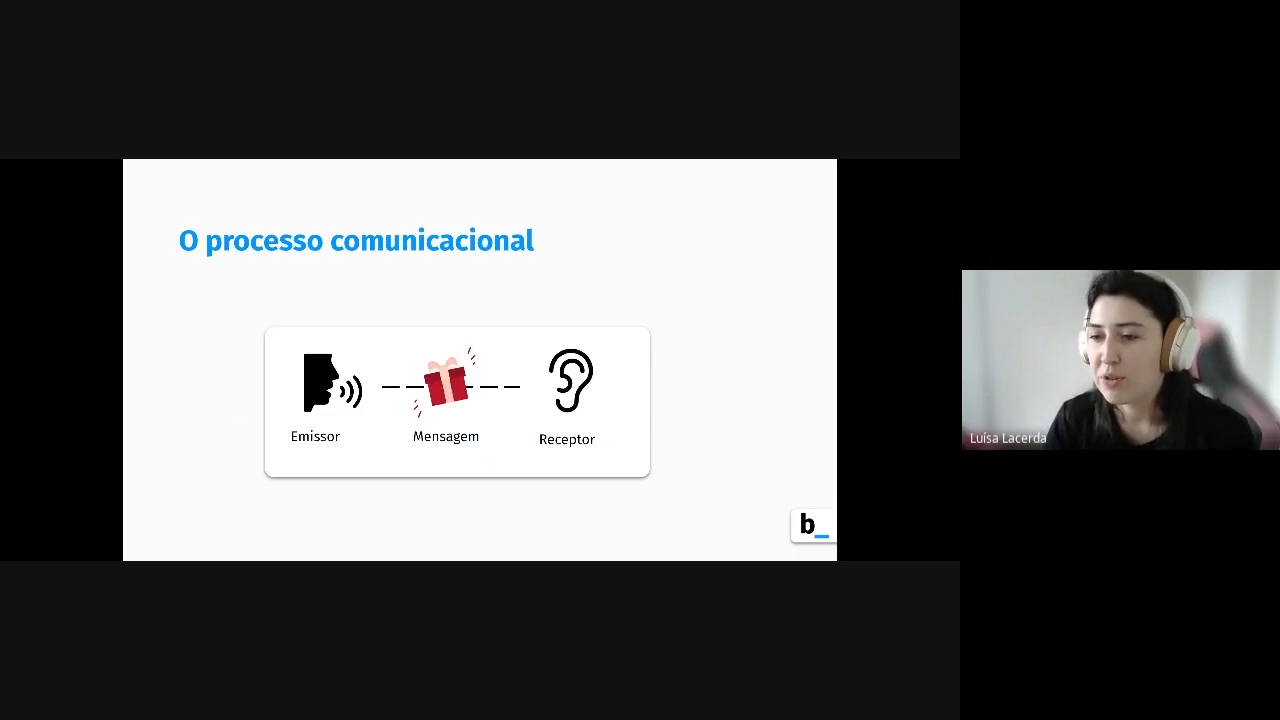 O processo comunicacional
Emissor
Mensagem
Receptor
b_
Luísa Lacerda